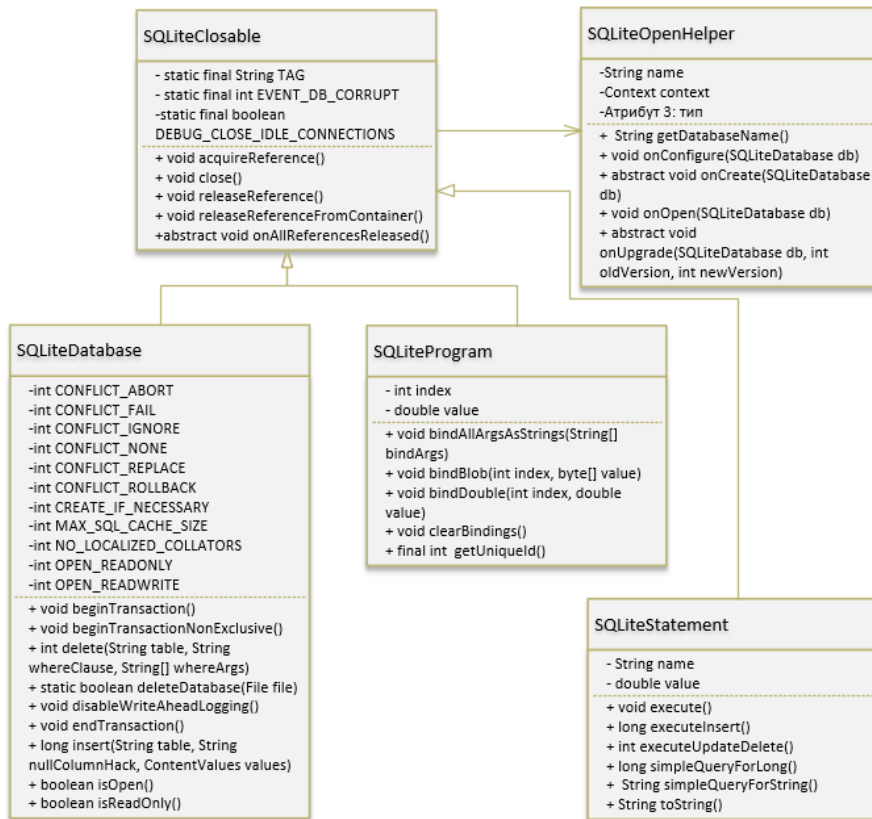 SQLiteClosable
- static final String TAG
- static final int EVENT_DB_CORRUPT
-static final boolean
DEBUG_CLOSE_IDLE_CONNECTIONS
+ void acquireReference()
+ void close()
+ void releaseReference()
+ void releaseReferenceFromContainer()
+abstract void onAllReferencesReleased()
SQLiteOpenHelper
-String name
-Context context
-Атрибут 3: тип
+ String getDatabaseName()
+ void onConfigure(SQLiteDatabase db)
+ abstract void onCreate(SQLiteDatabase
db)
+ void onOpen(SQLiteDatabase db)
+ abstract void
onUpgrade(SQLiteDatabase db, int
oldVersion, int newVersion)
SQLiteDatabase
-int CONFLICT_ABORT
-int CONFLICT_FAIL
-int CONFLICT_IGNORE
-int CONFLICT_NONE
-int CONFLICT_REPLACE
-int CONFLICT_ROLLBACK
-int CREATE_IF_NECESSARY
-int MAX_SQL_CACHE_SIZE
-int NO_LOCALIZED_COLLATORS
-int OPEN_READONLY
-int OPEN_READWRITE
+ void beginTransaction()
+ void beginTransactionNonExclusive()
+ int delete(String table, String
whereClause, String[] whereArgs)
+ static boolean deleteDatabase(File file)
+ void disableWriteAheadLogging()
+ void endTransaction()
+ long insert(String table, String
nullColumnHack, ContentValues values)
+ boolean isOpen()
+ boolean isReadOnly()
SQLiteProgram
- int index
- double value
+ void bindAllArgsAsStrings(String[]
bindArgs)
+ void bindBlob(int index, byte[] value)
+ void bindDouble(int index, double
value)
+ void clearBindings()
+ final int getUniqueId()
SQLiteStatement
- String name
- double value
+ void execute()
+ long executeInsert()
+ int executeUpdateDelete()
+ long simpleQueryForLong()
+ String simpleQueryForString()
+ String toString()